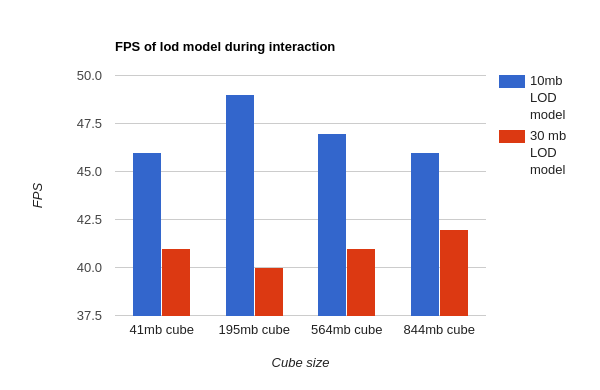 FPS of lod model during interaction
50.0
47.5
45.0
42.5
40.0
37.5
FPS
41mb cube
195mb cube
564mb cube
844mb cube
Cube size
10mb
LOD
model
30 mb
LOD
model